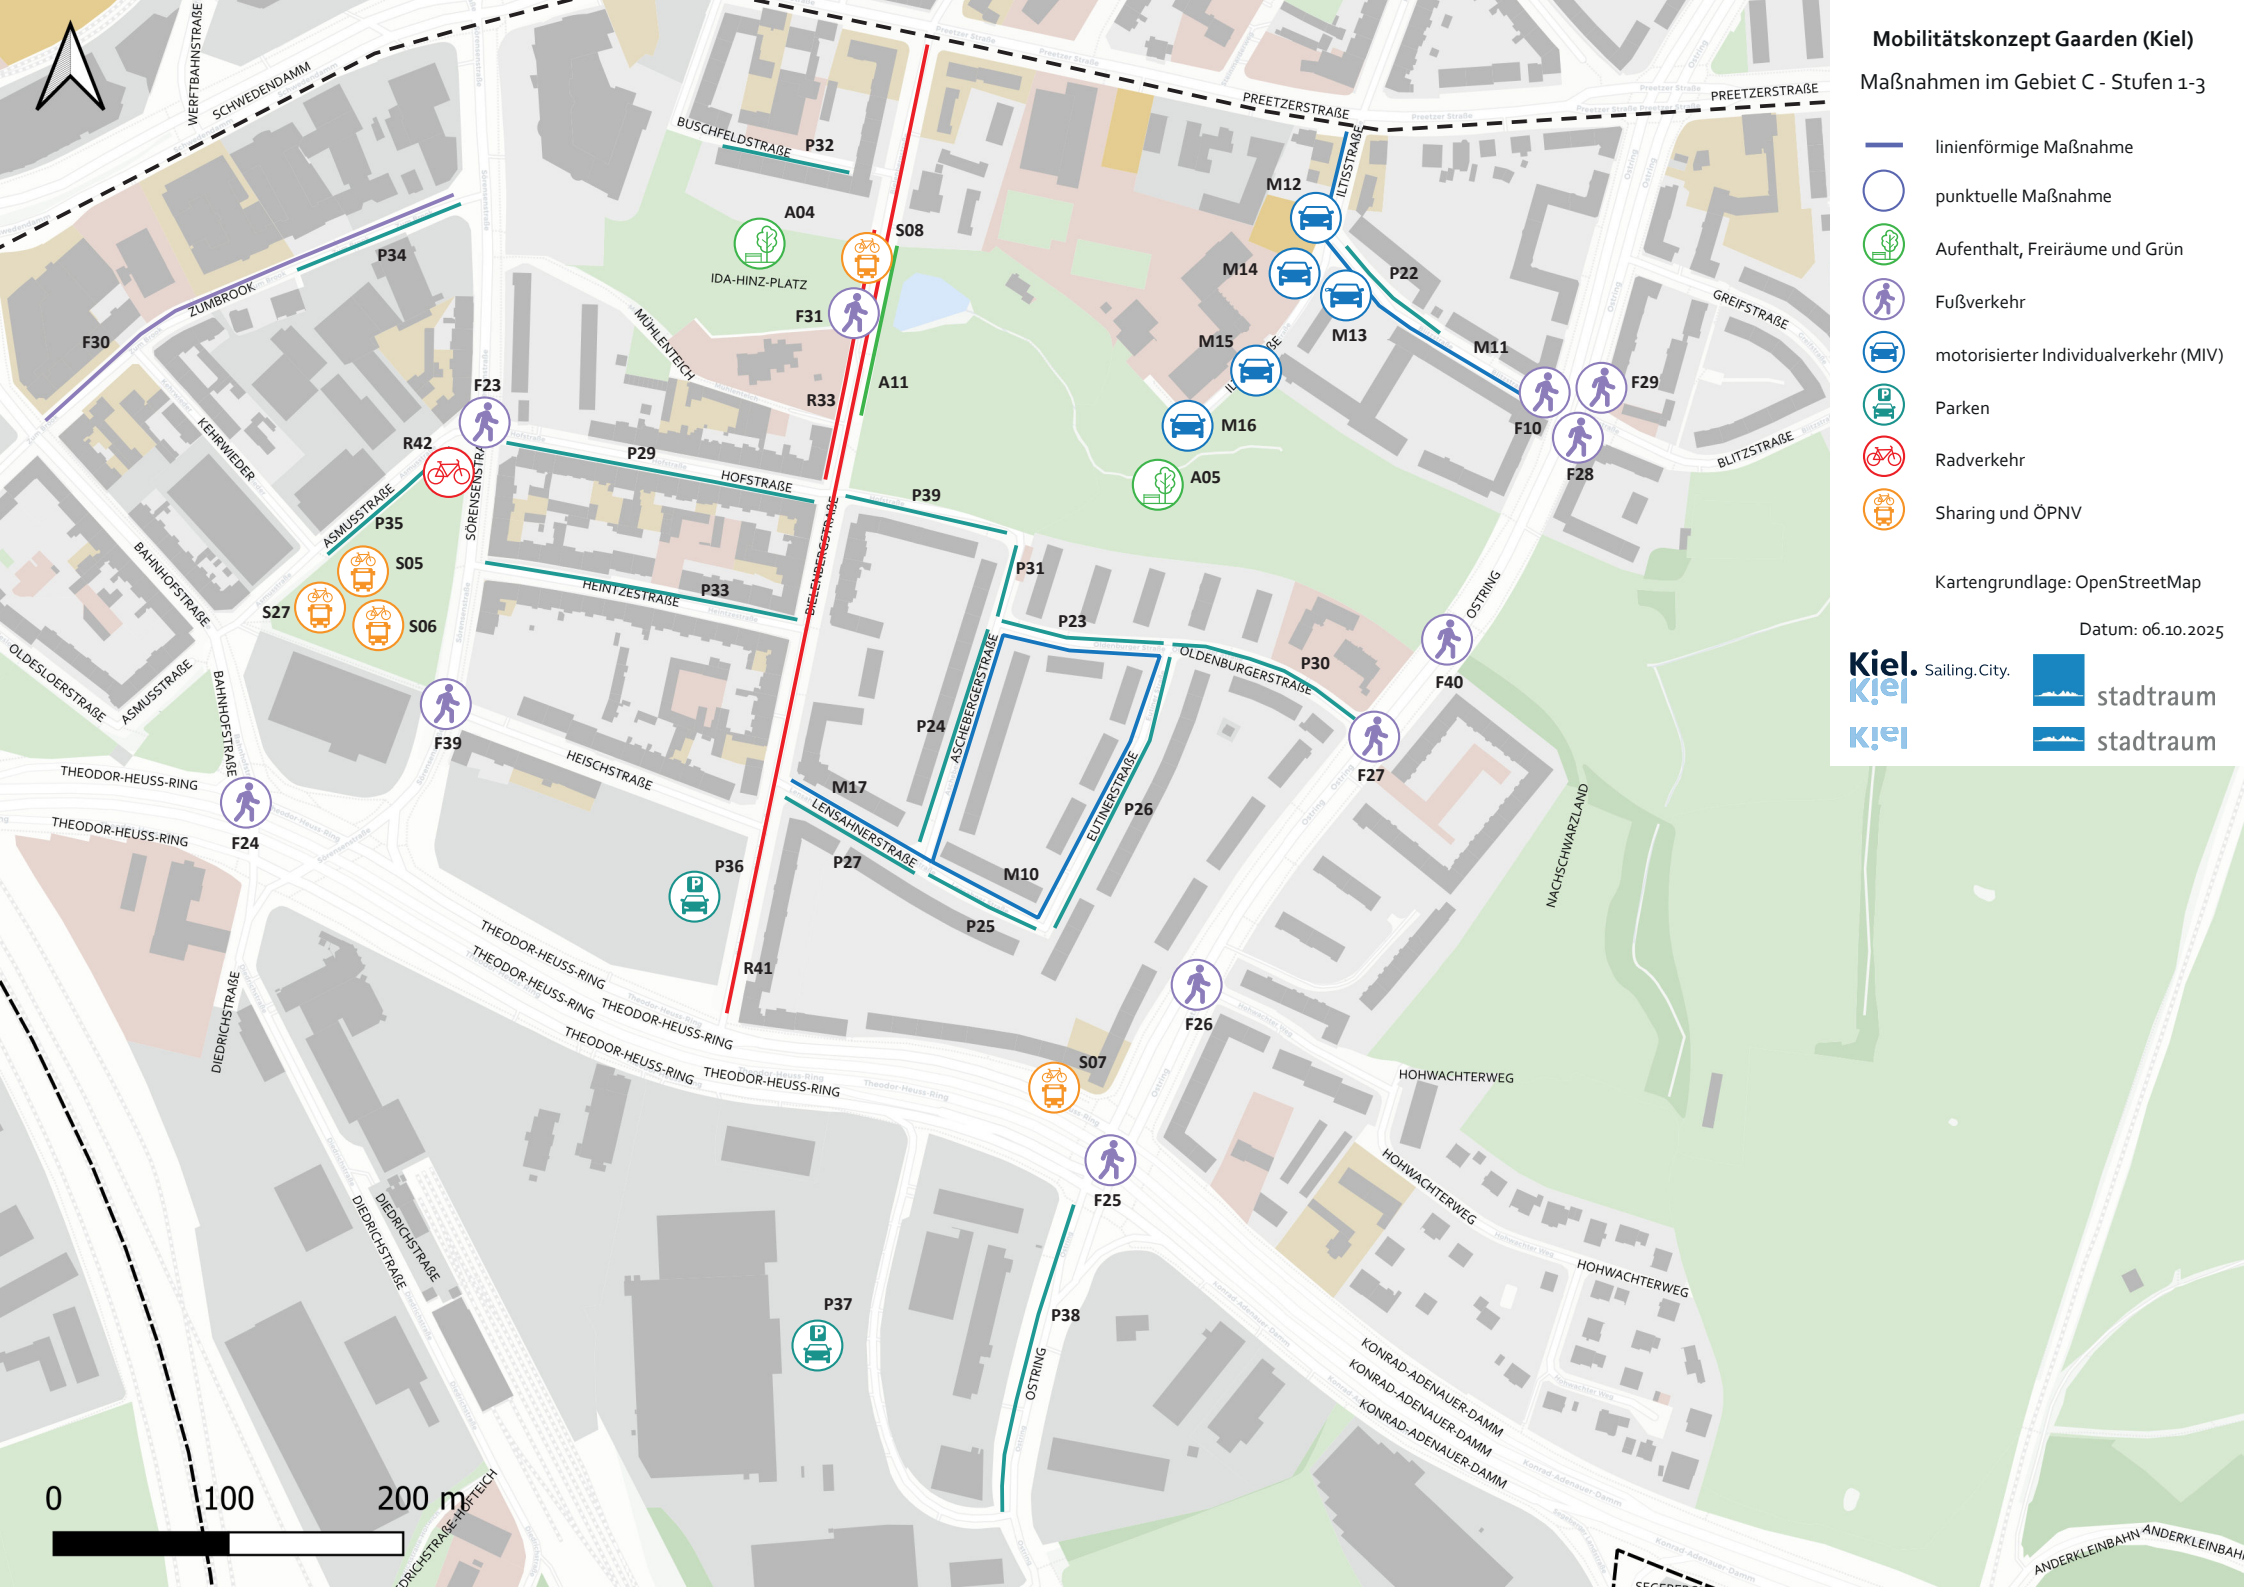 Mobilitätskonzept Gaarden (Kiel)
Maßnahmen im Gebiet C - Stufen 1-3
linienförmige Maßnahme
punktuelle Maßnahme
Aufenthalt, Freiräume und Grün
Fußverkehr
motorisierter Individualverkehr (MIV)
Parken
Radverkehr
Sharing und ÖPNV
Kartengrundlage: OpenStreetMap
Datum: 06.10.2025
Kiel. Sailing.City.
stadtraum
stadtraum
WERFTBAHNSTRAßE
SCHWEDENDAMM
PREETZERSTRAßE
PREETZERSTRAßE
BUSCHFELDSTRAßE
P32
ILTISSTRAßE
M12
A04
S08
P34
IDA-HINZ-PLATZ
M14
P22
ZUMBROOK
F31
M13
GREIFSTRAßE
F30
MÜHLENTEICH
M15
M11
F23
A11
F29
R33
KEHRWIEDER
M16
F10
R42
P29
BLITZSTRAßE
HOFSTRAßE
A05
F28
SÖRENSENSTRA
P39
ASMUSSTRAßE
P35
BIELENBERGSTRAßE
BAHNHOFSTRAßE
S05
P31
HEINTZESTRAßE
P33
OSTRING
S27
S06
P23
OLDESLOERSTRAßE
OLDENBURGERSTRAßE
P30
F40
ASMUSSTRAßE
BAHNHOFSTRAßE
ASCHEBERGERSTRAßE
P24
F39
HEISCHSTRAßE
THEODOR-HEUSS-RING
M17
F27
EUTINERSTRAßE
P26
THEODOR-HEUSS-RING
LENSAHNERSTRAßE
F24
NACHSCHWARZLAND
P36
P27
M10
P25
THEODOR-HEUSS-RING
R41
THEODOR-HEUSS-RING
DIEDRICHSTRAßE
THEODOR-HEUSS-RING
F26
THEODOR-HEUSS-RING
THEODOR-HEUSS-RING
S07
HOHWACHTERWEG
F25
HOHWACHTERWEG
DIEDRICHSTRAßE
DIEDRICHSTRAßE
HOHWACHTERWEG
P37
P38
OSTRING
KONRAD-ADENAUER-DAMM
KONRAD-ADENAUER-DAMM
KONRAD-ADENAUER-DAMM
0 100 200 m
DRICHSTRAßE-HOFTEICH
ANDERKLEINBAHN
ANDERKLEINBAH